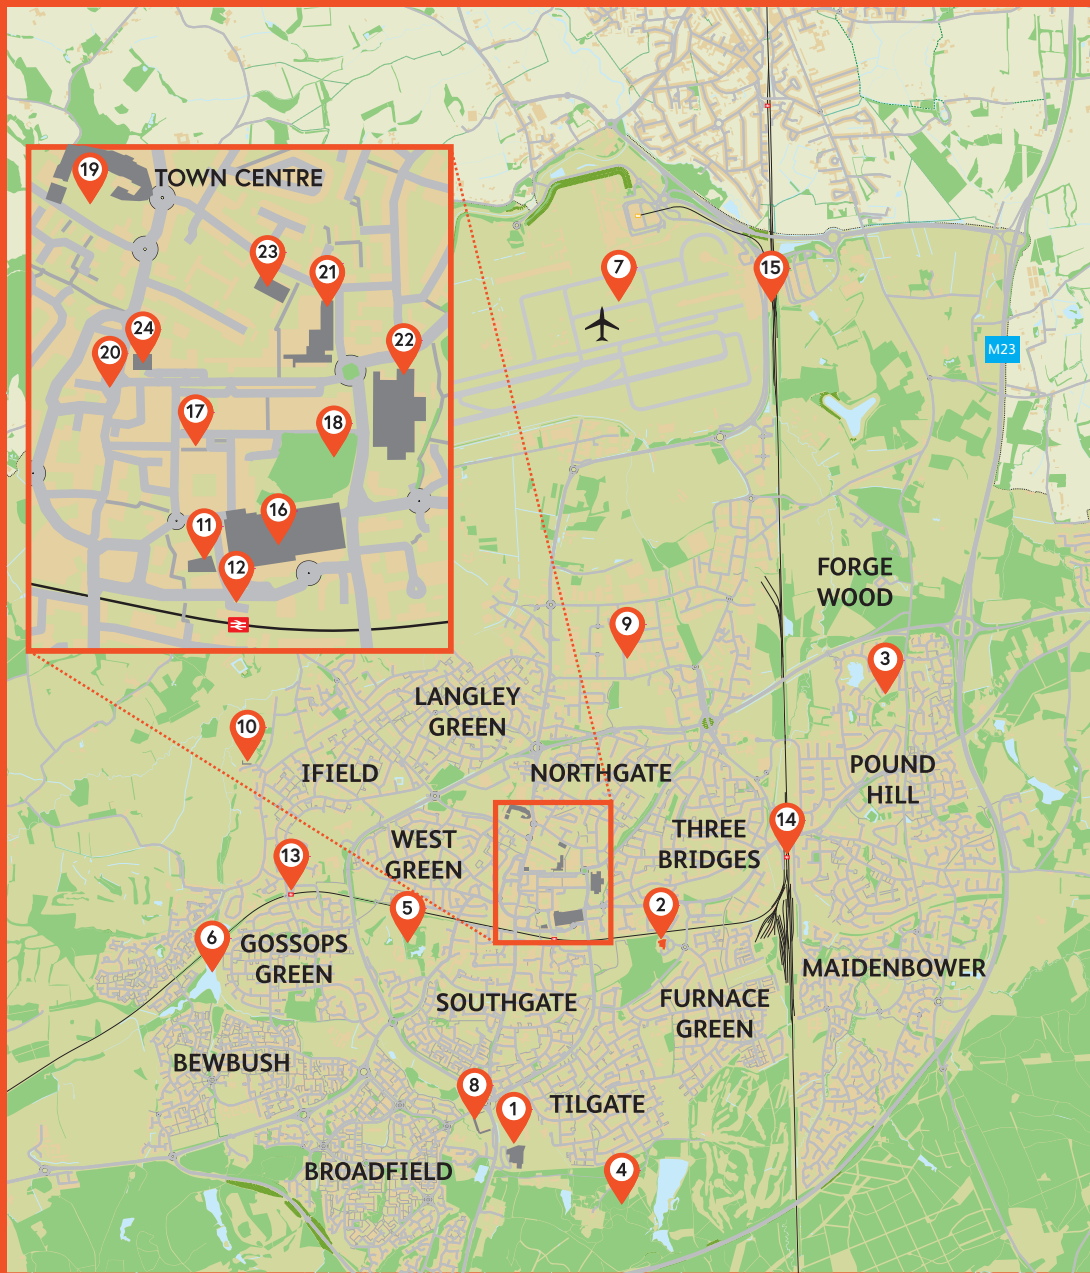 19
TOWN CENTRE
23
21
7
15
24
20
22
M23
17
18
16
11
12
FORGE
WOOD
9
3
LANGLEY
GREEN
10
IFIELD
NORTHGATE
POUND
HILL
14
THREE
BRIDGES
WEST
GREEN
13
5
2
6
GOSSOPS
GREEN
MAIDENBOWER
SOUTHGATE
FURNACE
GREEN
BEWBUSH
8
1
TILGATE
BROADFIELD
4